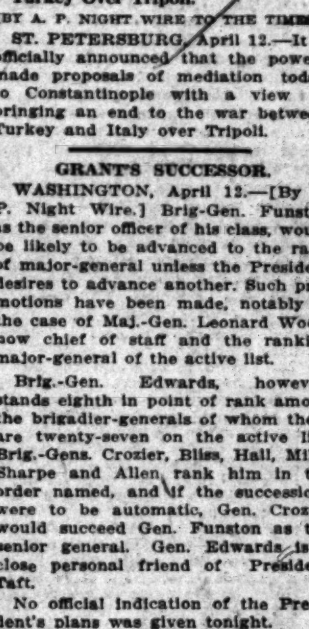 Turkey Over Tripoli.
BY A. P. NIGHT WIRE TO THE TIMES
ST. PETERSBURG, April 12.—It
officially announced that the powe
made proposals of mediation tod
o Constantinople with a view
bringing an end to the war betwe
Turkey and Italy over Tripoli.
GRANT'S SUCCESSOR.
WASHINGTON, April 12.—[By
P. Night Wire.] Brig-Gen. Funst
as the senior officer of his class, wou
be likely to be advanced to the ra
of major-general unless the Preside
desires to advance another. Such pr
motions have been made, notably
the case of Maj.-Gen. Leonard Woo
now chief of staff and the ranki
major-general of the active list.
Brig.-Gen. Edwards, howev
stands eighth in point of rank amo
the brigadier-generals of whom the
are twenty-seven on the active li
Brig.-Gens. Crozier, Bliss, Hall, Mi
Sharpe and Allen rank him in t
order named, and if the successio
were to be automatic, Gen. Croz
would succeed Gen. Funston as t
senior general. Gen. Edwards is
close personal friend of Preside
Taft.
No official indication of the Pre
dent's plans was given tonight.